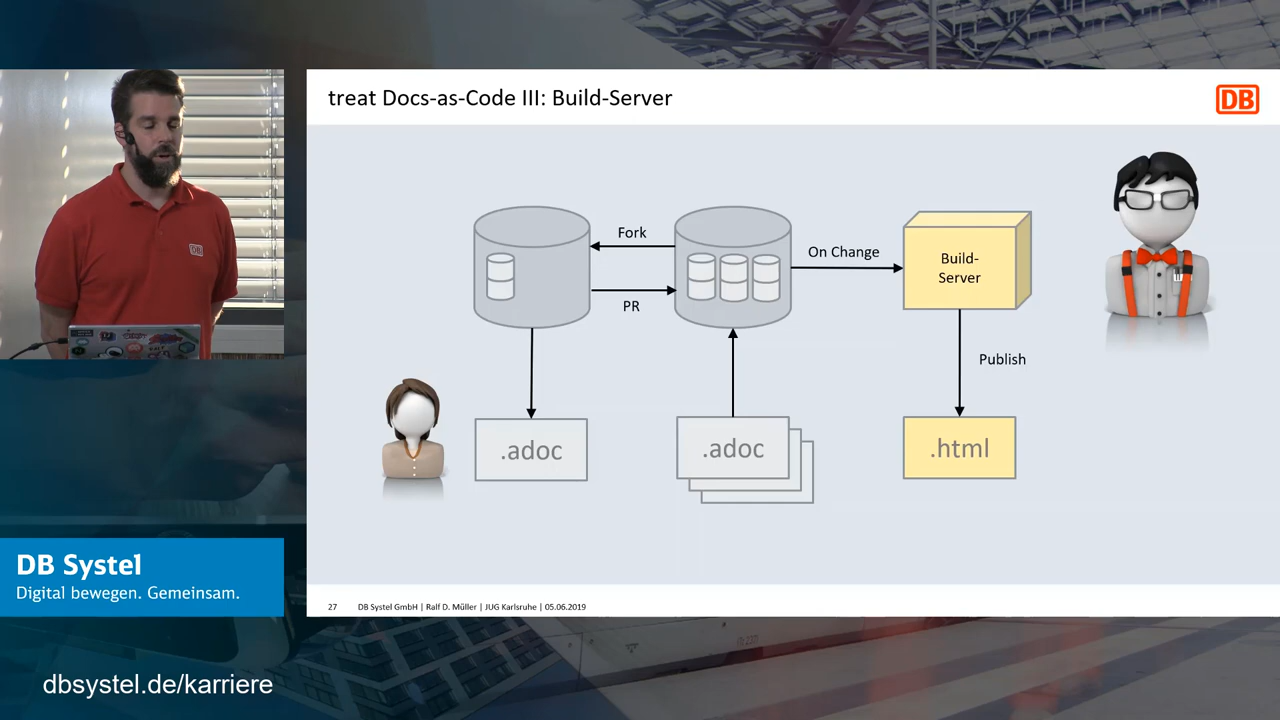 treat Docs-as-Code III: Build-Server
DB
Fork
PR
On Change
Build-
Server
Publish
.adoc
.adoc
.html
DB
DB Systel
Digital bewegen. Gemeinsam.
27 DB Systel GmbH | Ralf D. Müller | JUG Karlsruhe | 05.06.2019
dbsystel.de/karriere